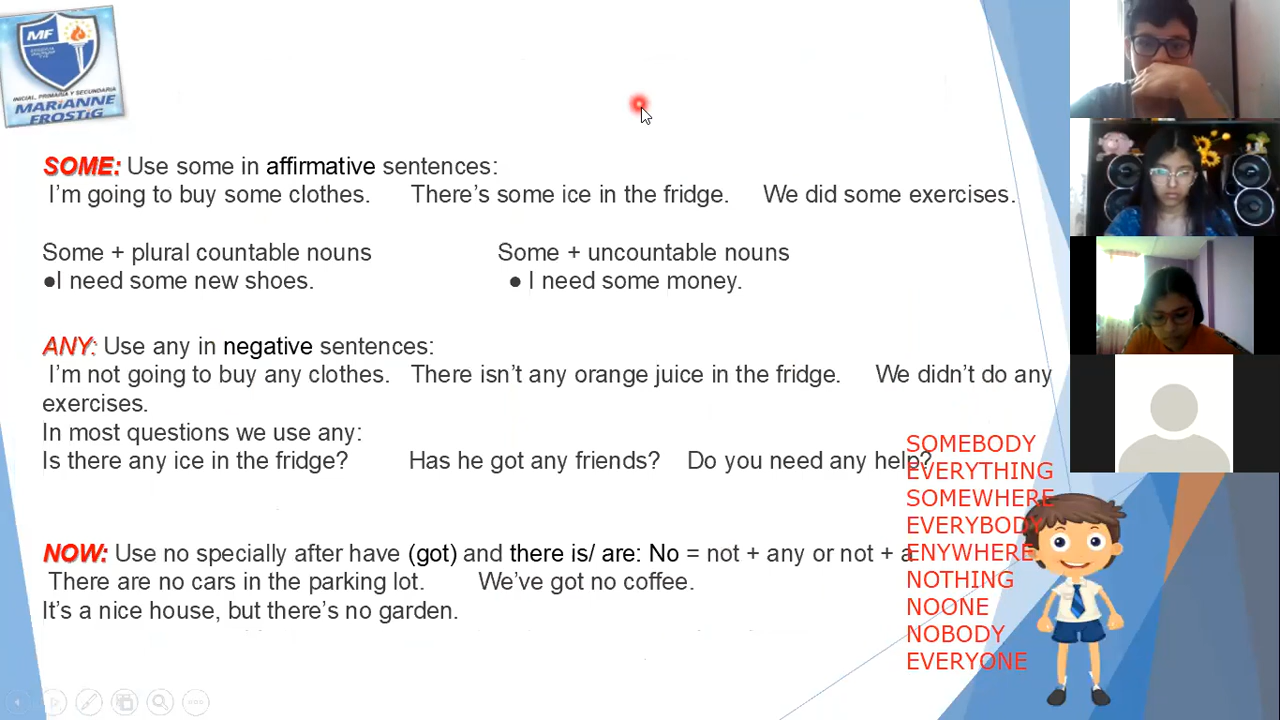 MF
INICIAL, PRIMARIA Y SECUNDARIA
MARIANNE
FROSTIG
SOME: Use some in affirmative sentences:
I'm going to buy some clothes. There's some ice in the fridge. We did some exercises.
Some + plural countable nouns Some + uncountable nouns
●I need some new shoes. ● I need some money.
ANY: Use any in negative sentences:
I'm not going to buy any clothes. There isn't any orange juice in the fridge. We didn't do any
exercises.
In most questions we use any:
Is there any ice in the fridge? Has he got any friends? Do you need any help?
NOW: Use no specially after have (got) and there is/ are: No = not + any or not + a
There are no cars in the parking lot. We've got no coffee.
It's a nice house, but there's no garden.
SOMEBODY
EVERYTHING
SOMEWHERE
EVERYBODY
ENYWHERE
NOTHING
NOONE
NOBODY
EVERYONE